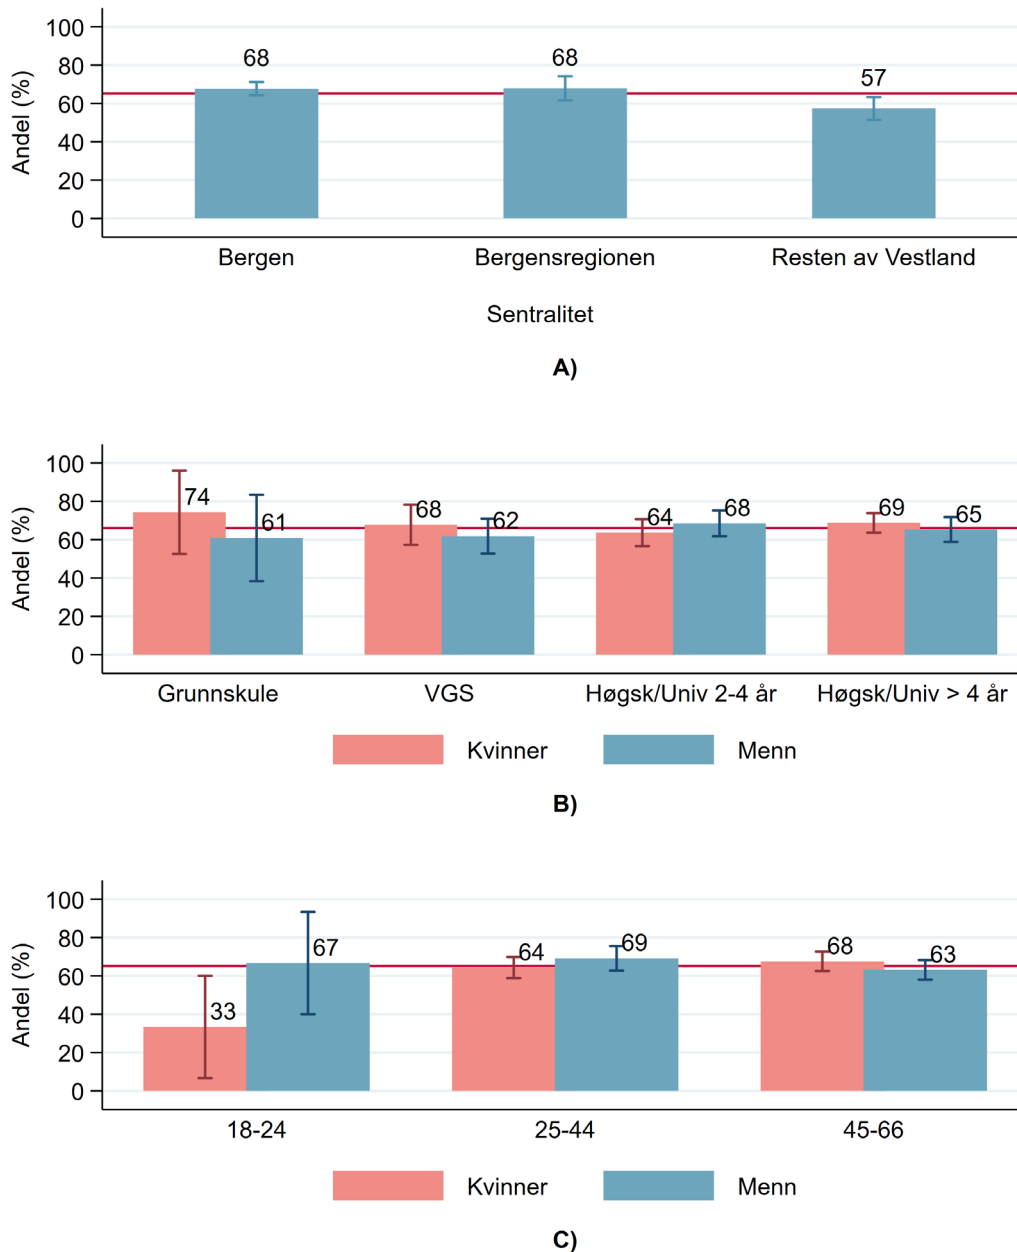 100
80
60
40
20
0
Andel (%)
68
68
57
Bergen
Bergensregionen
Resten av Vestland
Sentralitet
A)
100
80
60
40
20
0
Andel (%)
74
61
68
62
64
68
69
65
Grunnskule
VGS
Høgsk/Univ 2-4 år
Høgsk/Univ > 4 år
Kvinner
Menn
B)
100
80
60
40
20
0
Andel (%)
33
67
64
69
68
63
18-24
25-44
45-66
Kvinner
Menn
C)